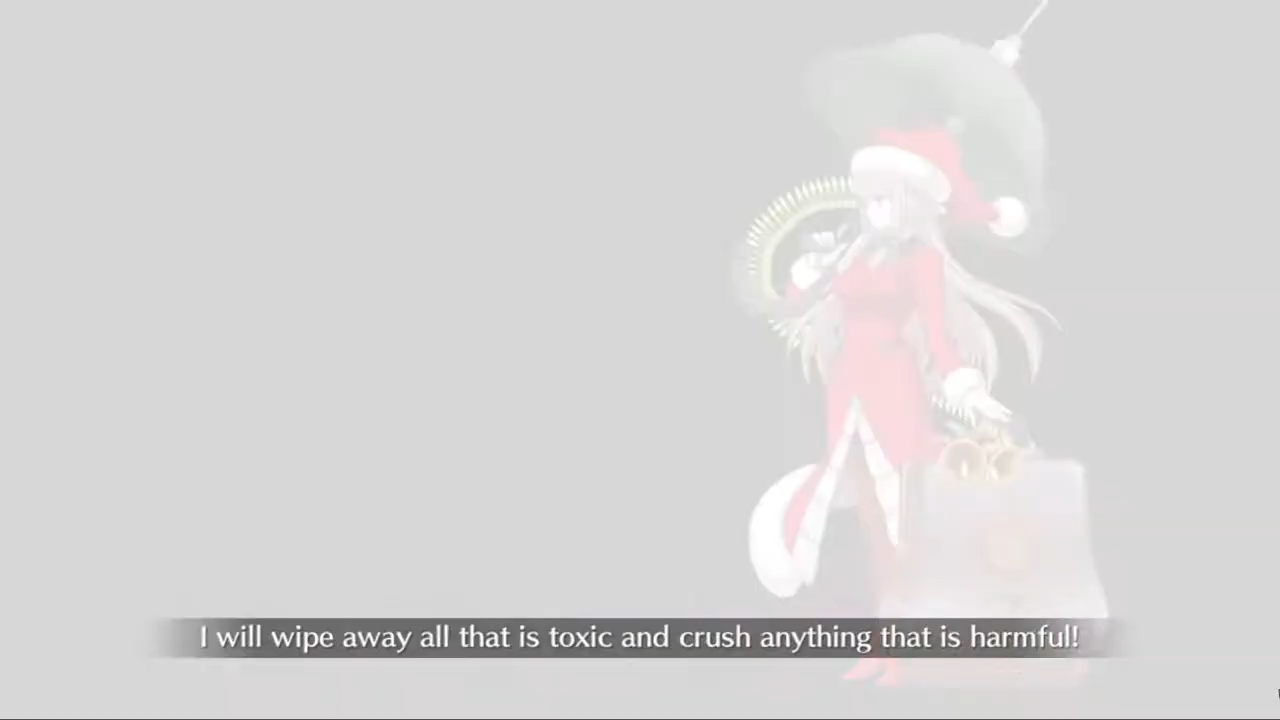 I will wipe away all that is toxic and crush anything that is harmful!